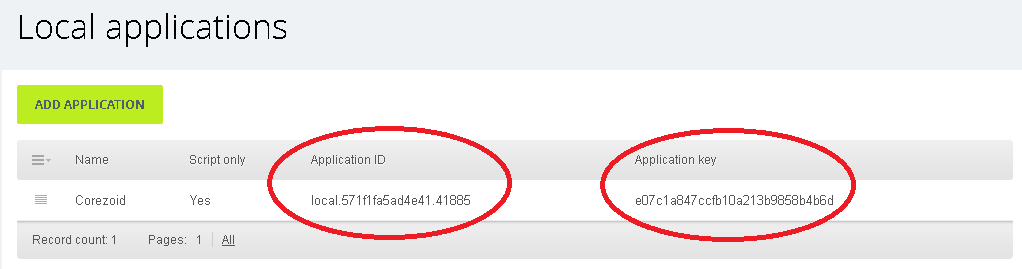 Local applications
ADD APPLICATION
Name Script only Application ID Application key
Corezoid Yes local.571f1fa5ad4e41.41885 e07c1a847ccfb10a213b9858b4b6d
Record count: 1 Pages: 1 All